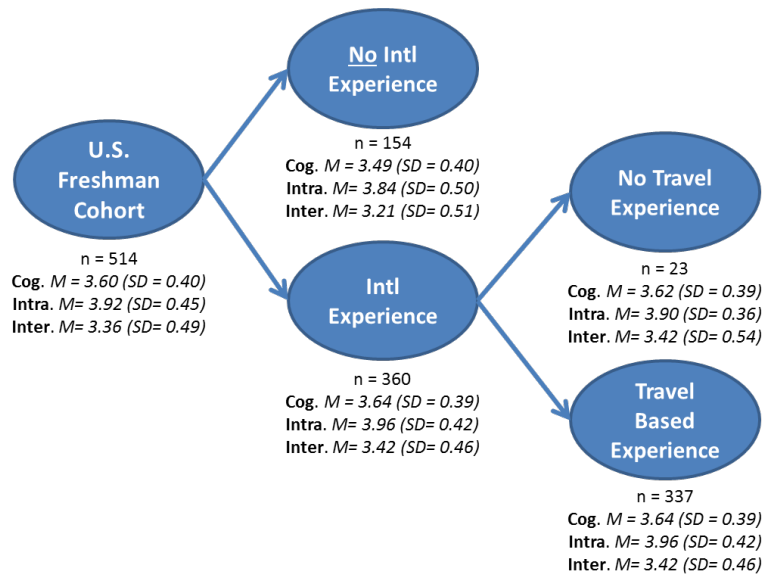 No Intl
Experience
n = 154
Cog. M = 3.49 (SD = 0.40)
Intra. M= 3.84 (SD= 0.50)
Inter. M= 3.21 (SD= 0.51)
U.S.
Freshman
Cohort
n = 514
Cog. M = 3.60 (SD = 0.40)
Intra. M= 3.92 (SD= 0.45)
Inter. M= 3.36 (SD= 0.49)
Intl
Experience
n = 360
Cog. M = 3.64 (SD = 0.39)
Intra. M= 3.96 (SD= 0.42)
Inter. M= 3.42 (SD= 0.46)
No Travel
Experience
n = 23
Cog. M = 3.62 (SD = 0.39)
Intra. M= 3.90 (SD= 0.36)
Inter. M= 3.42 (SD= 0.54)
Travel
Based
Experience
n = 337
Cog. M = 3.64 (SD = 0.39)
Intra. M= 3.96 (SD= 0.42)
Inter. M= 3.42 (SD= 0.46)